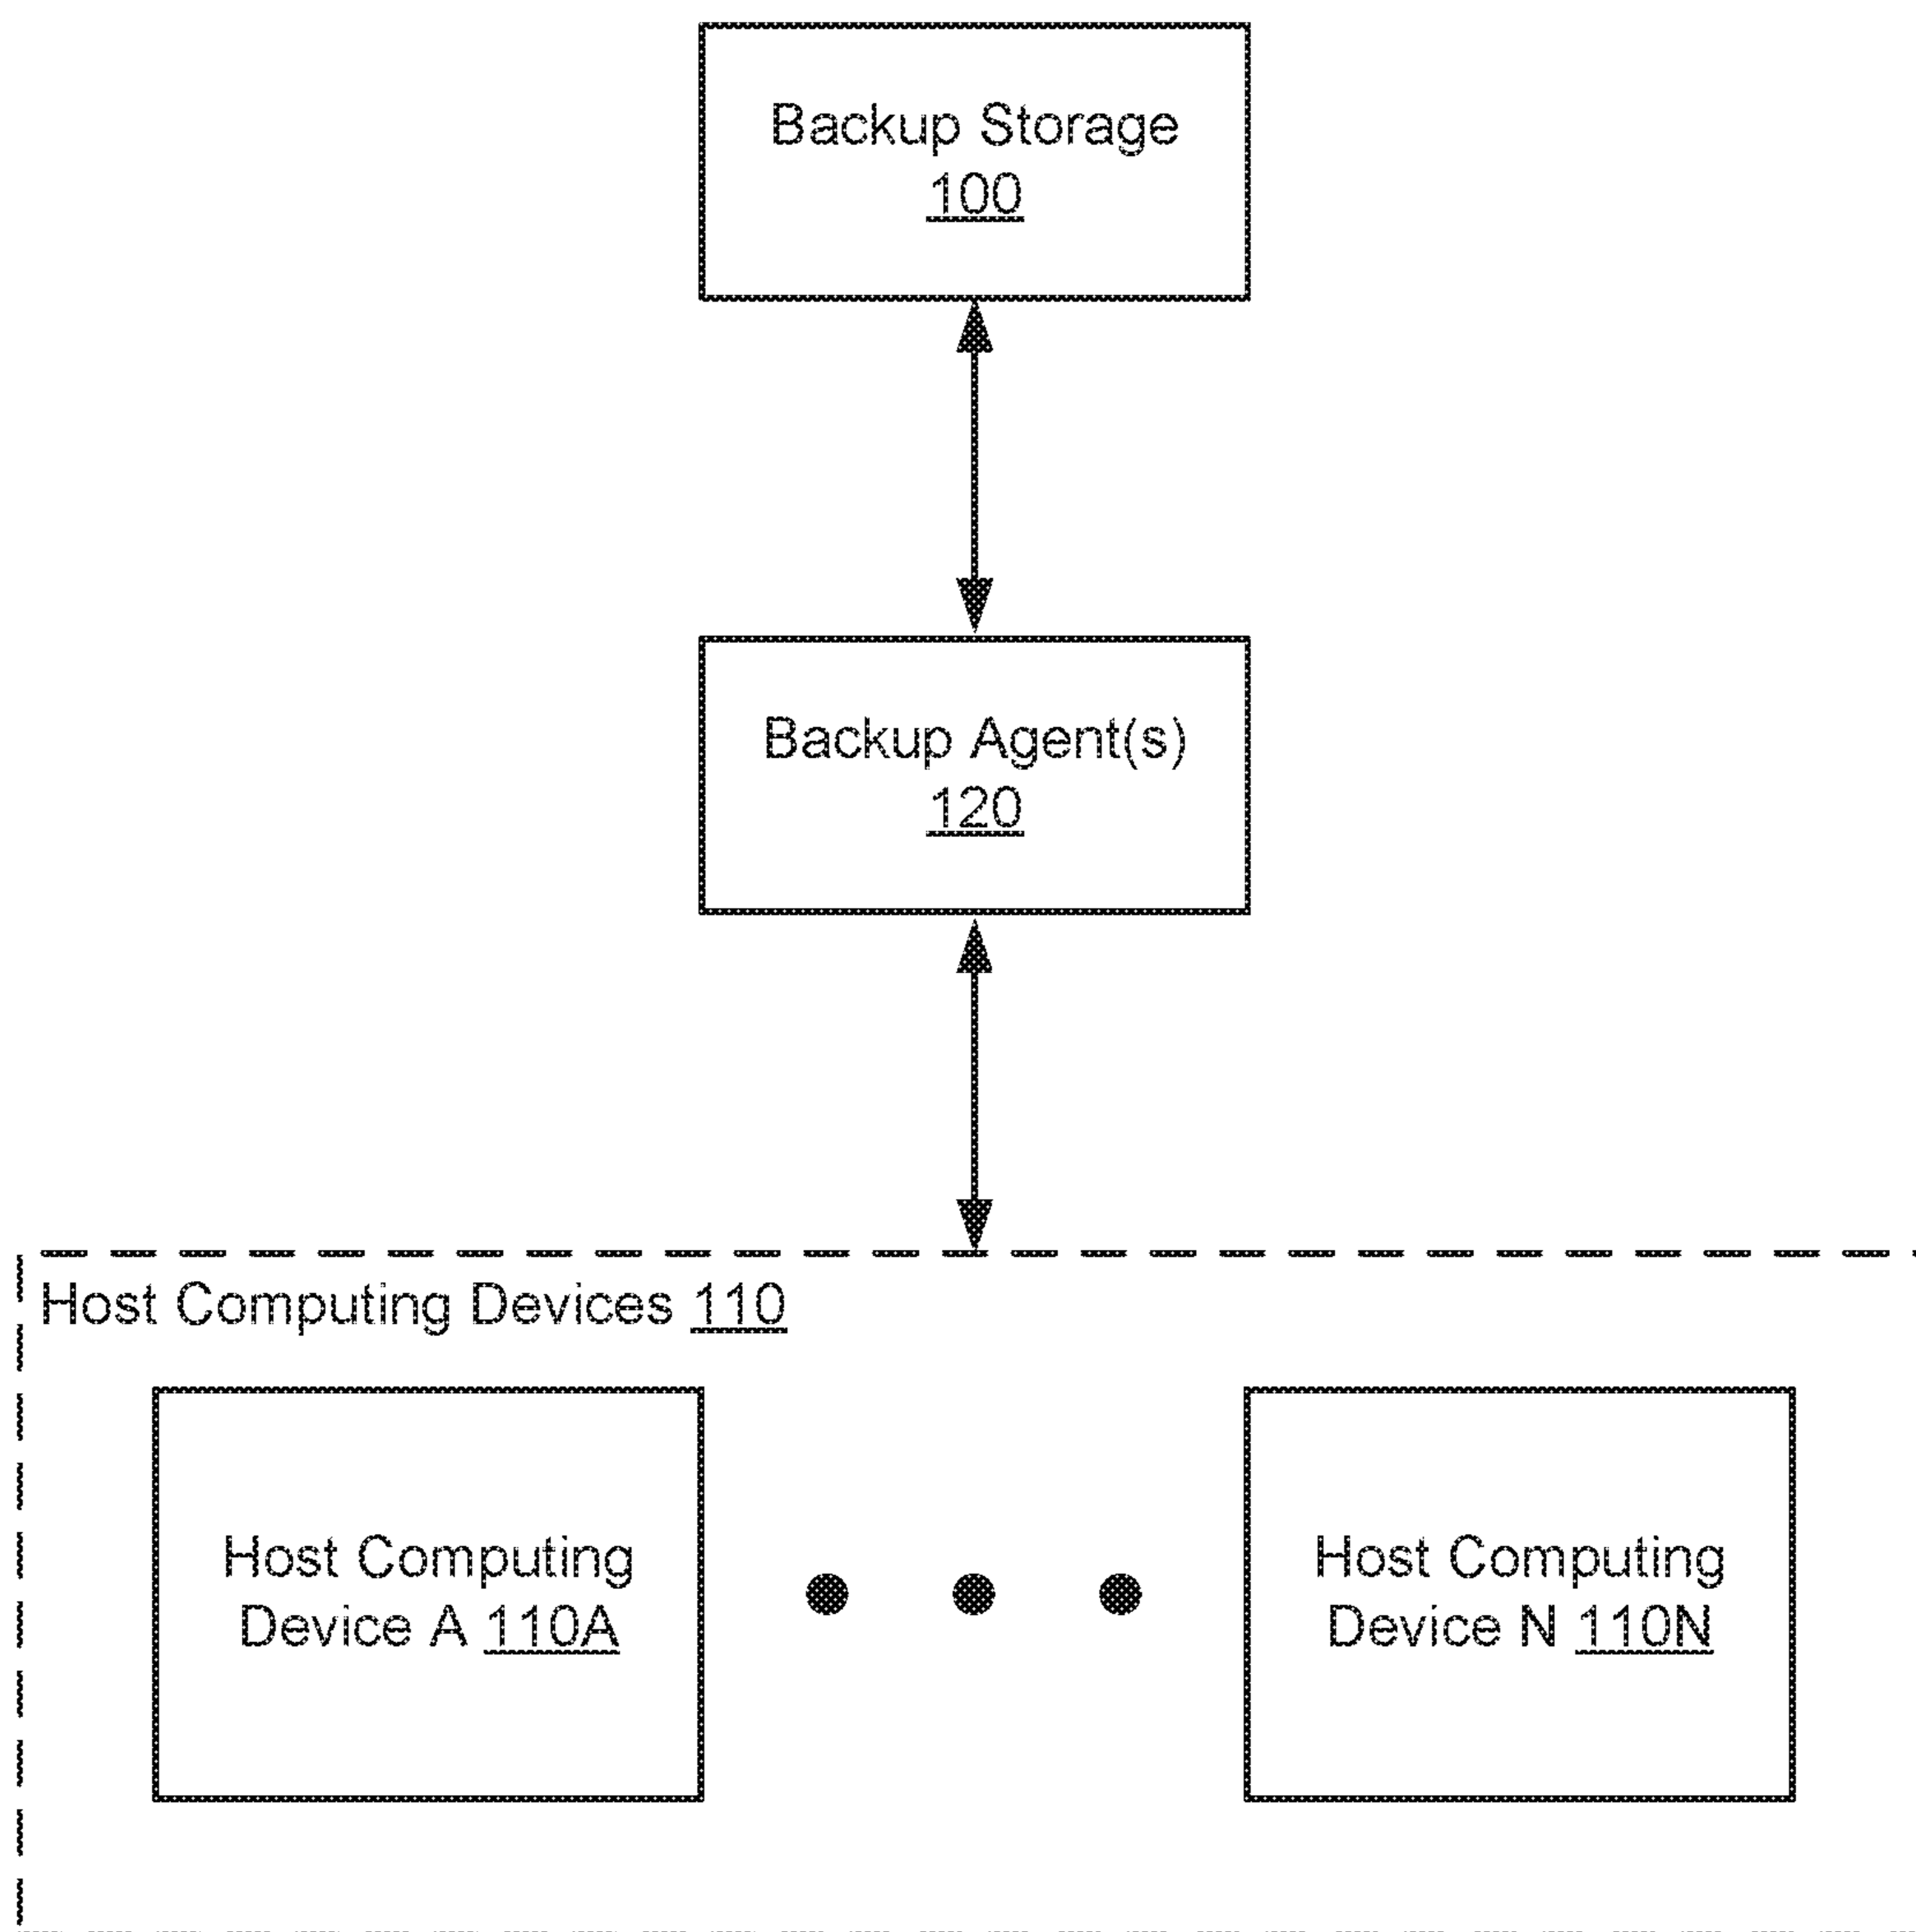 Backup Storage
100
Backup Agent(s)
120
Host Computing Devices 110
Host Computing
Device A 110A
Host Computing
Device N 110N